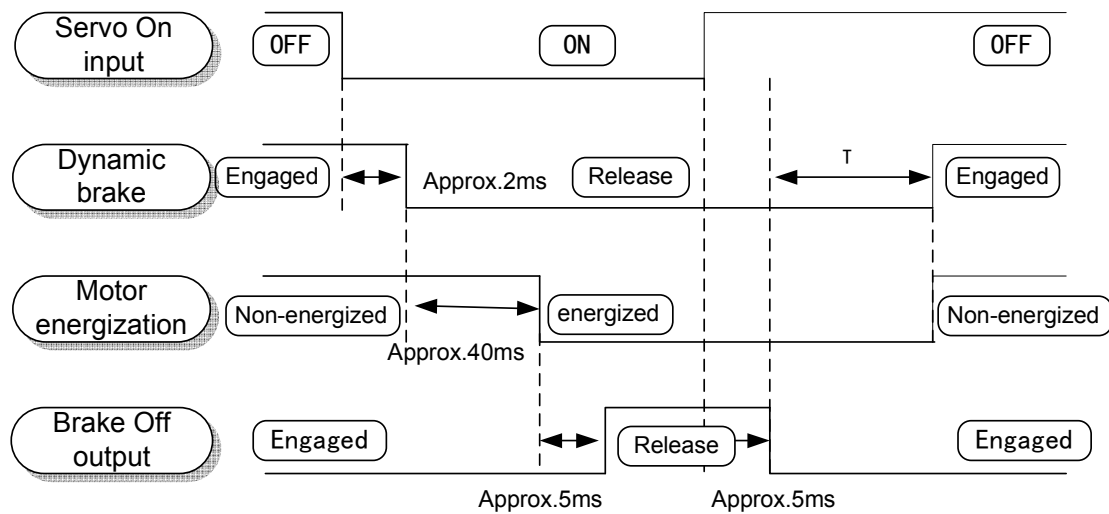 Servo On
input
OFF
ON
OFF
Dynamic
brake
Engaged
Approx.2ms
Release
T
Engaged
Motor
energization
Non-energized
energized
Non-energized
Approx.40ms
Brake Off
output
Engaged
Release
Engaged
Approx.5ms
Approx.5ms